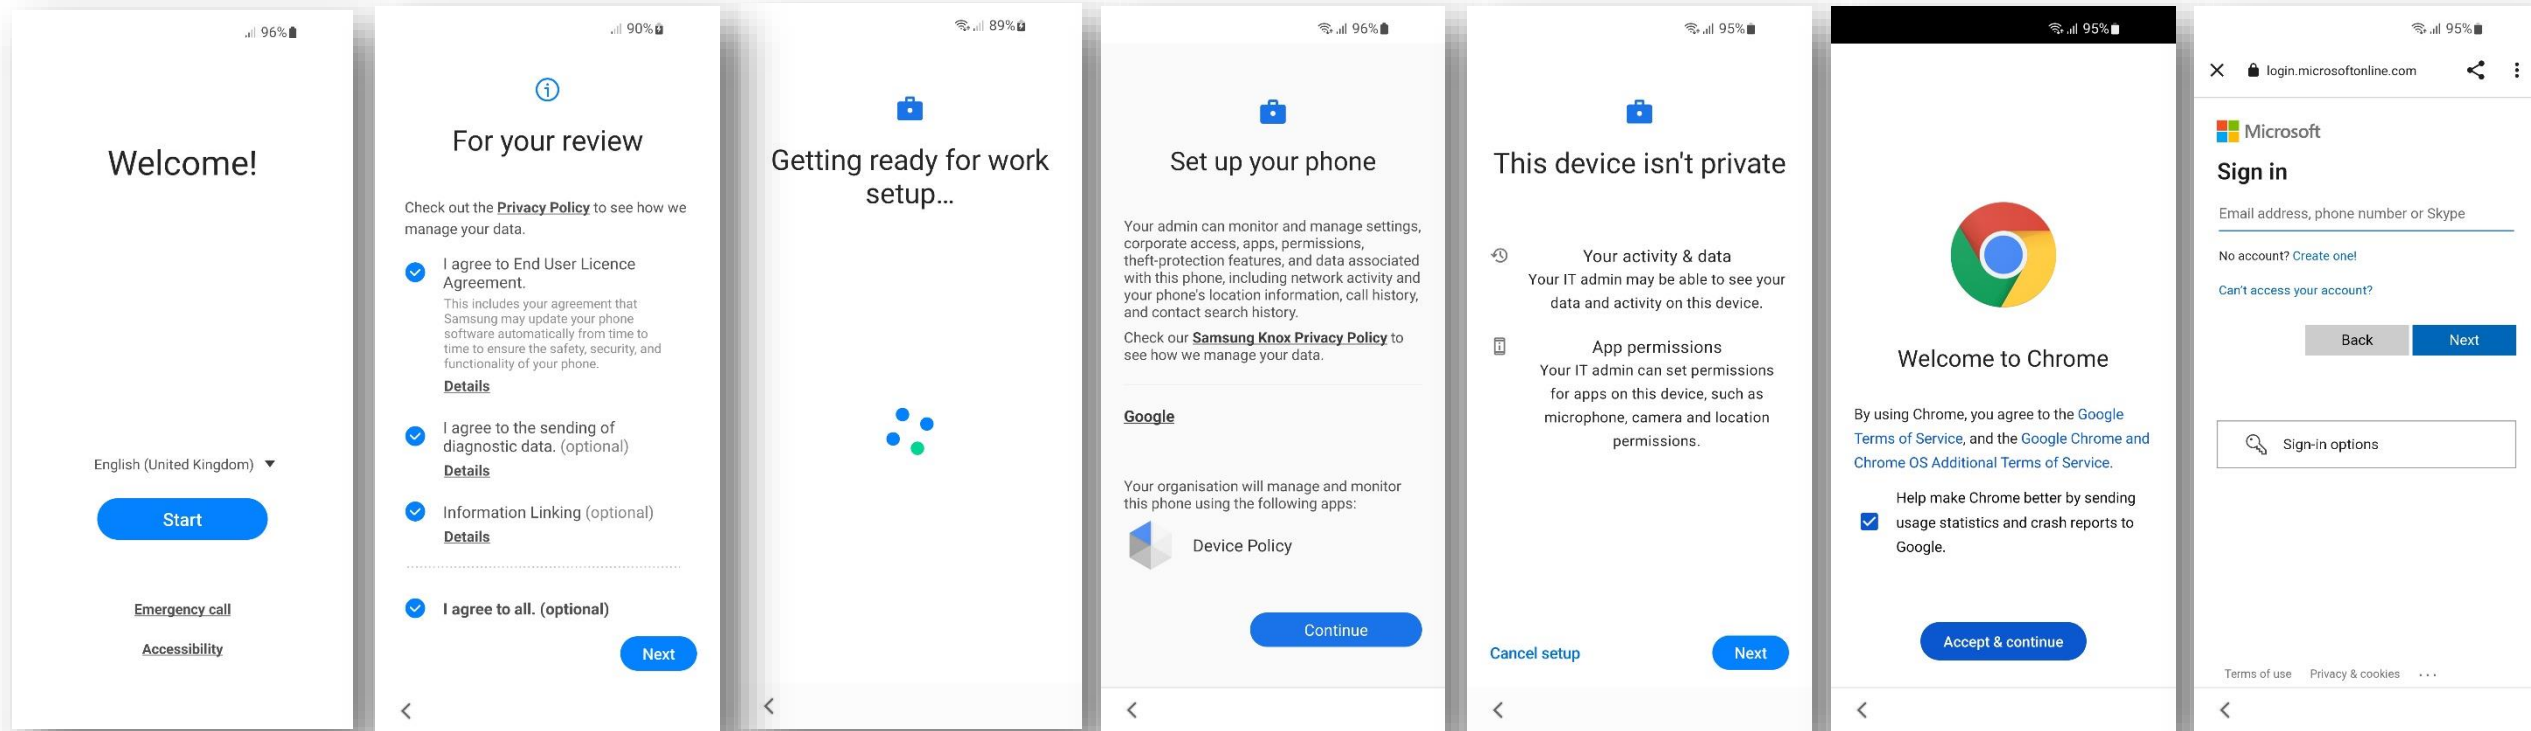 96%
Welcome!
English (United Kingdom)
Start
Emergency call
Accessibility
90%
For your review
Check out the Privacy Policy to see how we
manage your data.
I agree to End User Licence
Agreement.
This includes your agreement that
Samsung may update your phone
software automatically from time to
time to ensure the safety, security, and
functionality of your phone.
Details
I agree to the sending of
diagnostic data. (optional)
Details
Information Linking (optional)
Details
I agree to all. (optional)
Next
89%
Getting ready for work
setup...
96%
Set up your phone
Your admin can monitor and manage settings,
corporate access, apps, permissions,
theft-protection features, and data associated
with this phone, including network activity and
your phone's location information, call history,
and contact search history.
Check our Samsung Knox Privacy Policy to
see how we manage your data.
Google
Your organisation will manage and monitor
this phone using the following apps:
Device Policy
Continue
95%
This device isn't private
Your activity & data
Your IT admin may be able to see your
data and activity on this device.
App permissions
Your IT admin can set permissions
for apps on this device, such as
microphone, camera and location
permissions.
Cancel setup
Next
95%
Welcome to Chrome
By using Chrome, you agree to the Google
Terms of Service, and the Google Chrome and
Chrome OS Additional Terms of Service.
Help make Chrome better by sending
usage statistics and crash reports to
Google.
Accept & continue
95%
login.microsoftonline.com
Microsoft
Sign in
Email address, phone number or Skype
No account? Create one!
Can't access your account?
Back
Next
Sign-in options
Terms of use
Privacy & cookies
...